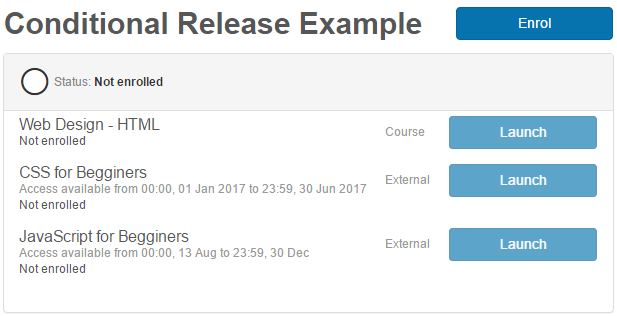 Conditional Release Example
Enrol
Status: Not enrolled
Web Design - HTML
Not enrolled
Course
Launch
CSS for Begginers
Access available from 00:00, 01 Jan 2017 to 23:59, 30 Jun 2017
Not enrolled
External
Launch
JavaScript for Begginers
Access available from 00:00, 13 Aug to 23:59, 30 Dec
Not enrolled
External
Launch